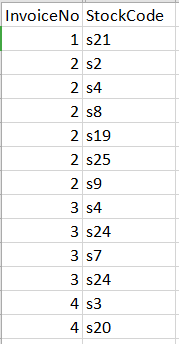 InvoiceNo StockCode
1 s21
2 s2
2 s4
2 s8
2 s19
2 s25
2 s9
3 s4
3 s24
3 s7
3 s24
4 s3
4 s20